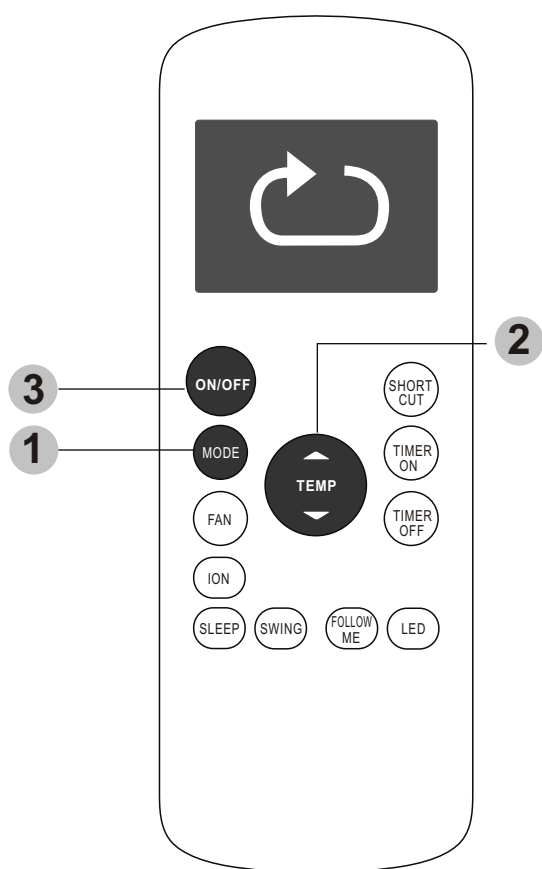 2
ON/OFF
3
SHORT
CUT
1
MODE
TEMP
TIMER
ON
FAN
TIMER
OFF
ION
SLEEP
SWING
FOLLOW
ME
LED